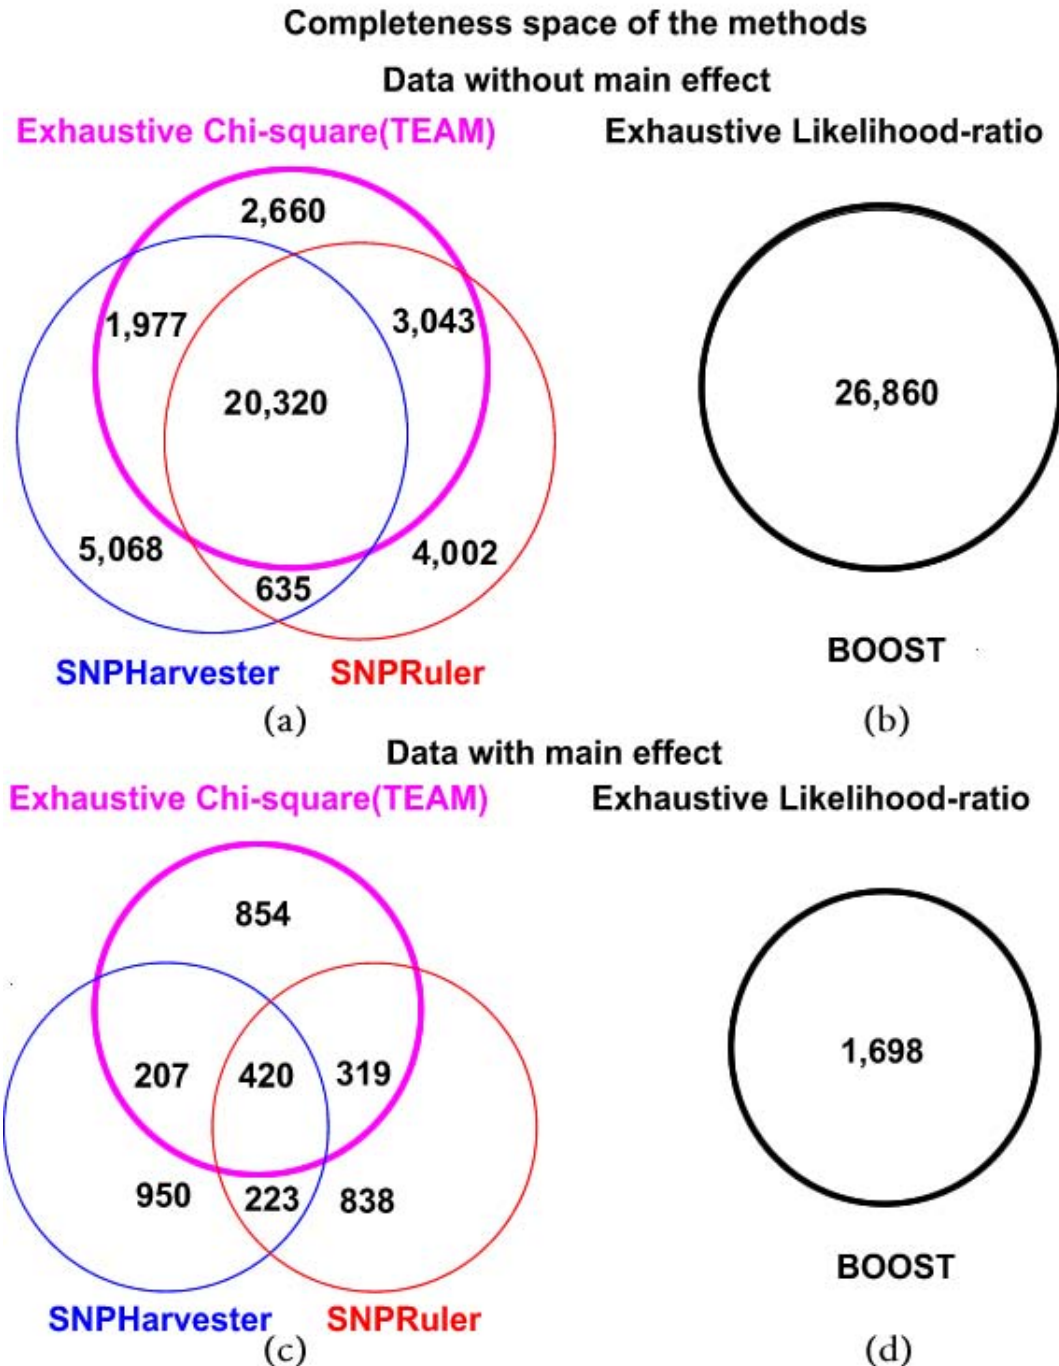 Completeness space of the methods
Data without main effect
Exhaustive Chi-square(TEAM) Exhaustive Likelihood-ratio
2,660
1,977 3,043
20,320 26,860
5,068 4,002
635
BOOST
SNPHarvester SNPRuler
(a) (b)
Data with main effect
Exhaustive Chi-square(TEAM) Exhaustive Likelihood-ratio
854
207 420 319 1,698
950 223 838
BOOST
SNPHarvester SNPRuler
(c) (d)